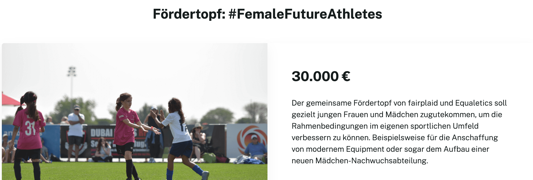 Fördertopf: #FemaleFutureAthletes
30.000 €
Der gemeinsame Fördertopf von fairplaid und Equaletics soll
gezielt jungen Frauen und Mädchen zugutekommen, um die
Rahmenbedingungen im eigenen sportlichen Umfeld
verbessern zu können. Beispielsweise für die Anschaffung
von modernem Equipment oder sogar dem Aufbau einer
neuen Mädchen-Nachwuchsabteilung.
31
DUBAI